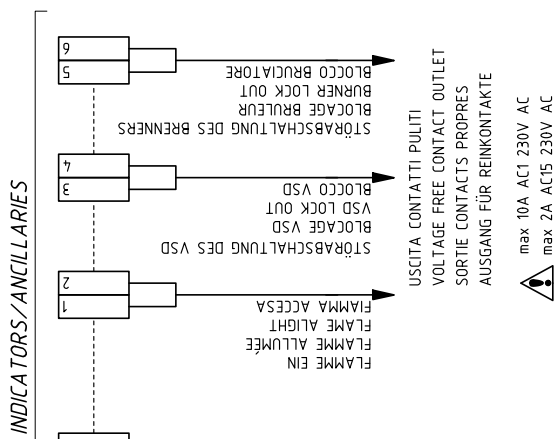 INDICATORS/ANCILLARIES
6
5
STÖRABSCHALTUNG DES BRENNERS
BLOCAGE BRULEUR
BURNER LOCK OUT
BLOCCO BRUCIATORE
4
3
STÖRABSCHALTUNG DES VSD
BLOCAGE VSD
VSD LOCK OUT
BLOCCO VSD
2
1
FLAMME EIN
FLAMME ALLUMÉE
FLAME ALIGHT
FIAMMA ACCESA
USCITA CONTATTI PULITI
VOLTAGE FREE CONTACT OUTLET
SORTIE CONTACTS PROPRES
AUSGANG FÜR REINKONTAKTE
max 10A AC1 230V AC
max 2A AC15 230V AC